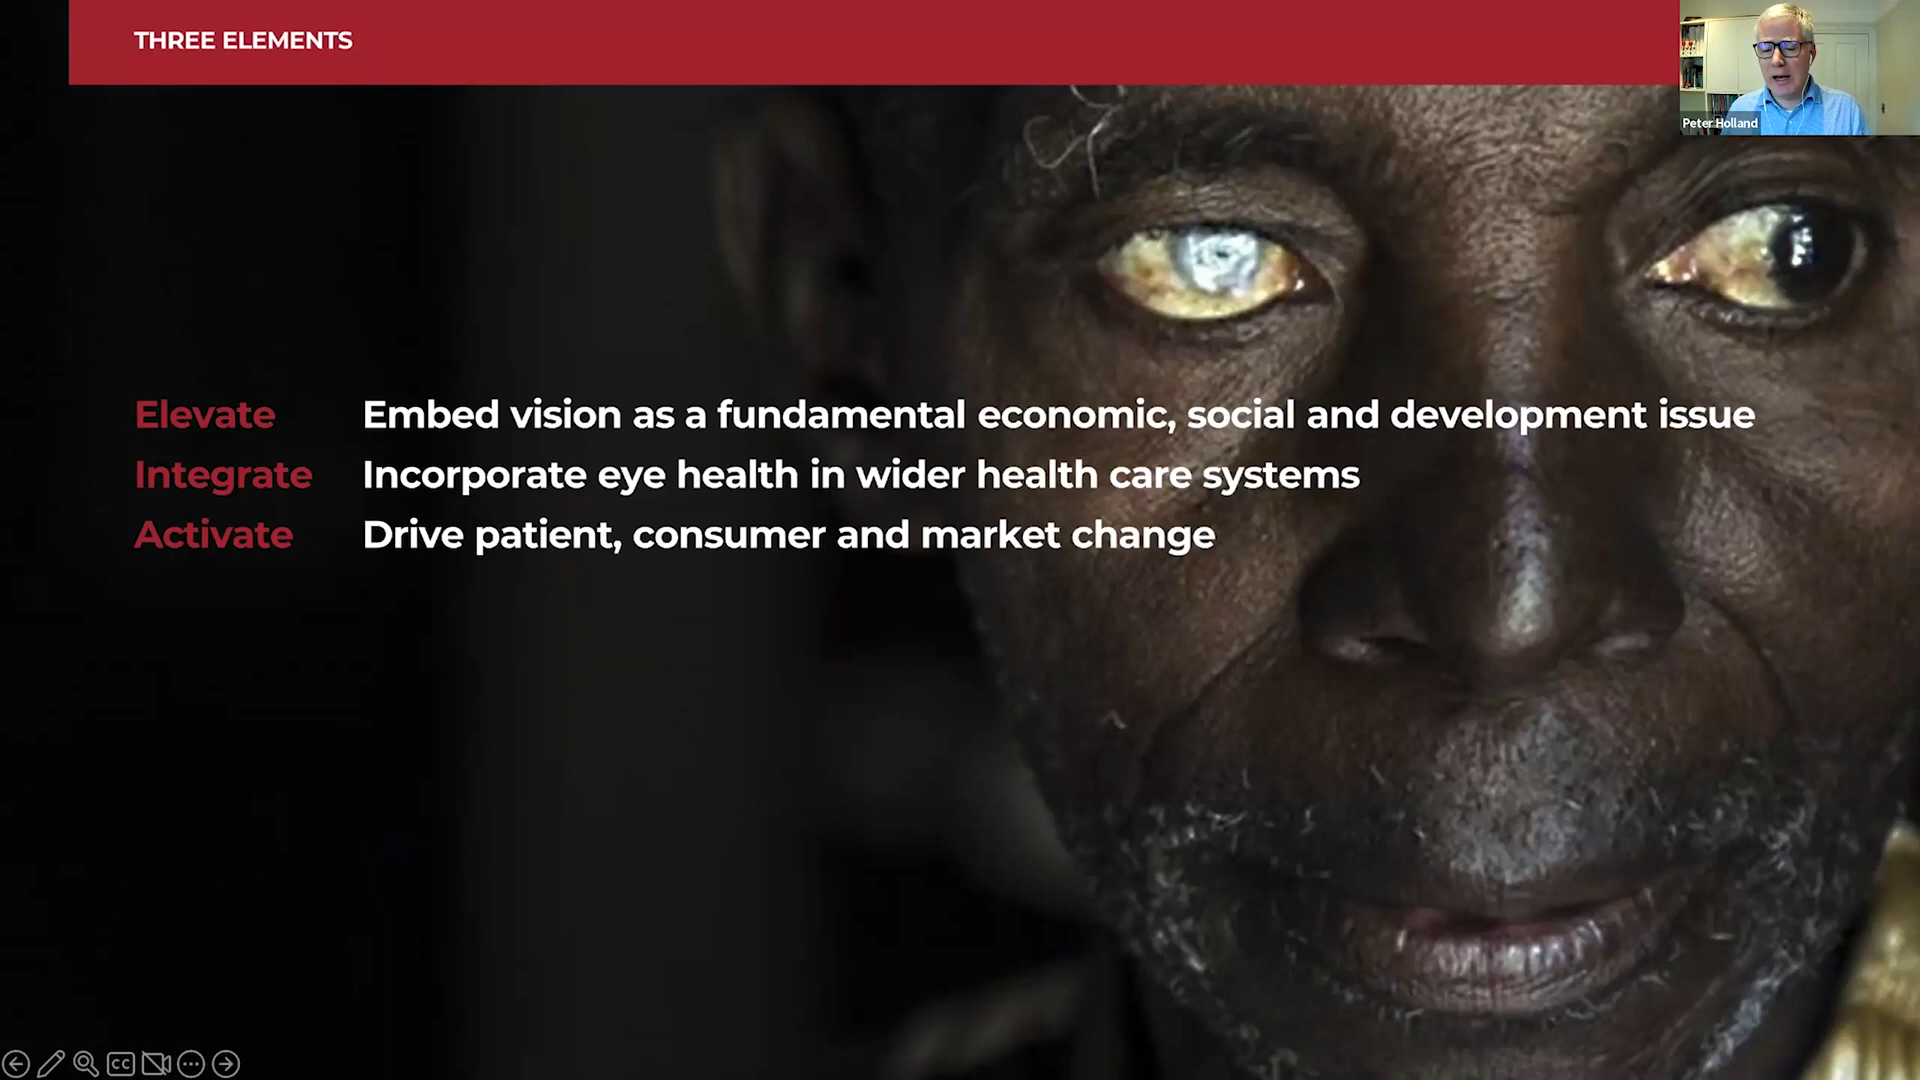 THREE ELEMENTS
Peter Holland
Elevate Embed vision as a fundamental economic, social and development issue
Integrate Incorporate eye health in wider health care systems
Activate Drive patient, consumer and market change
CC